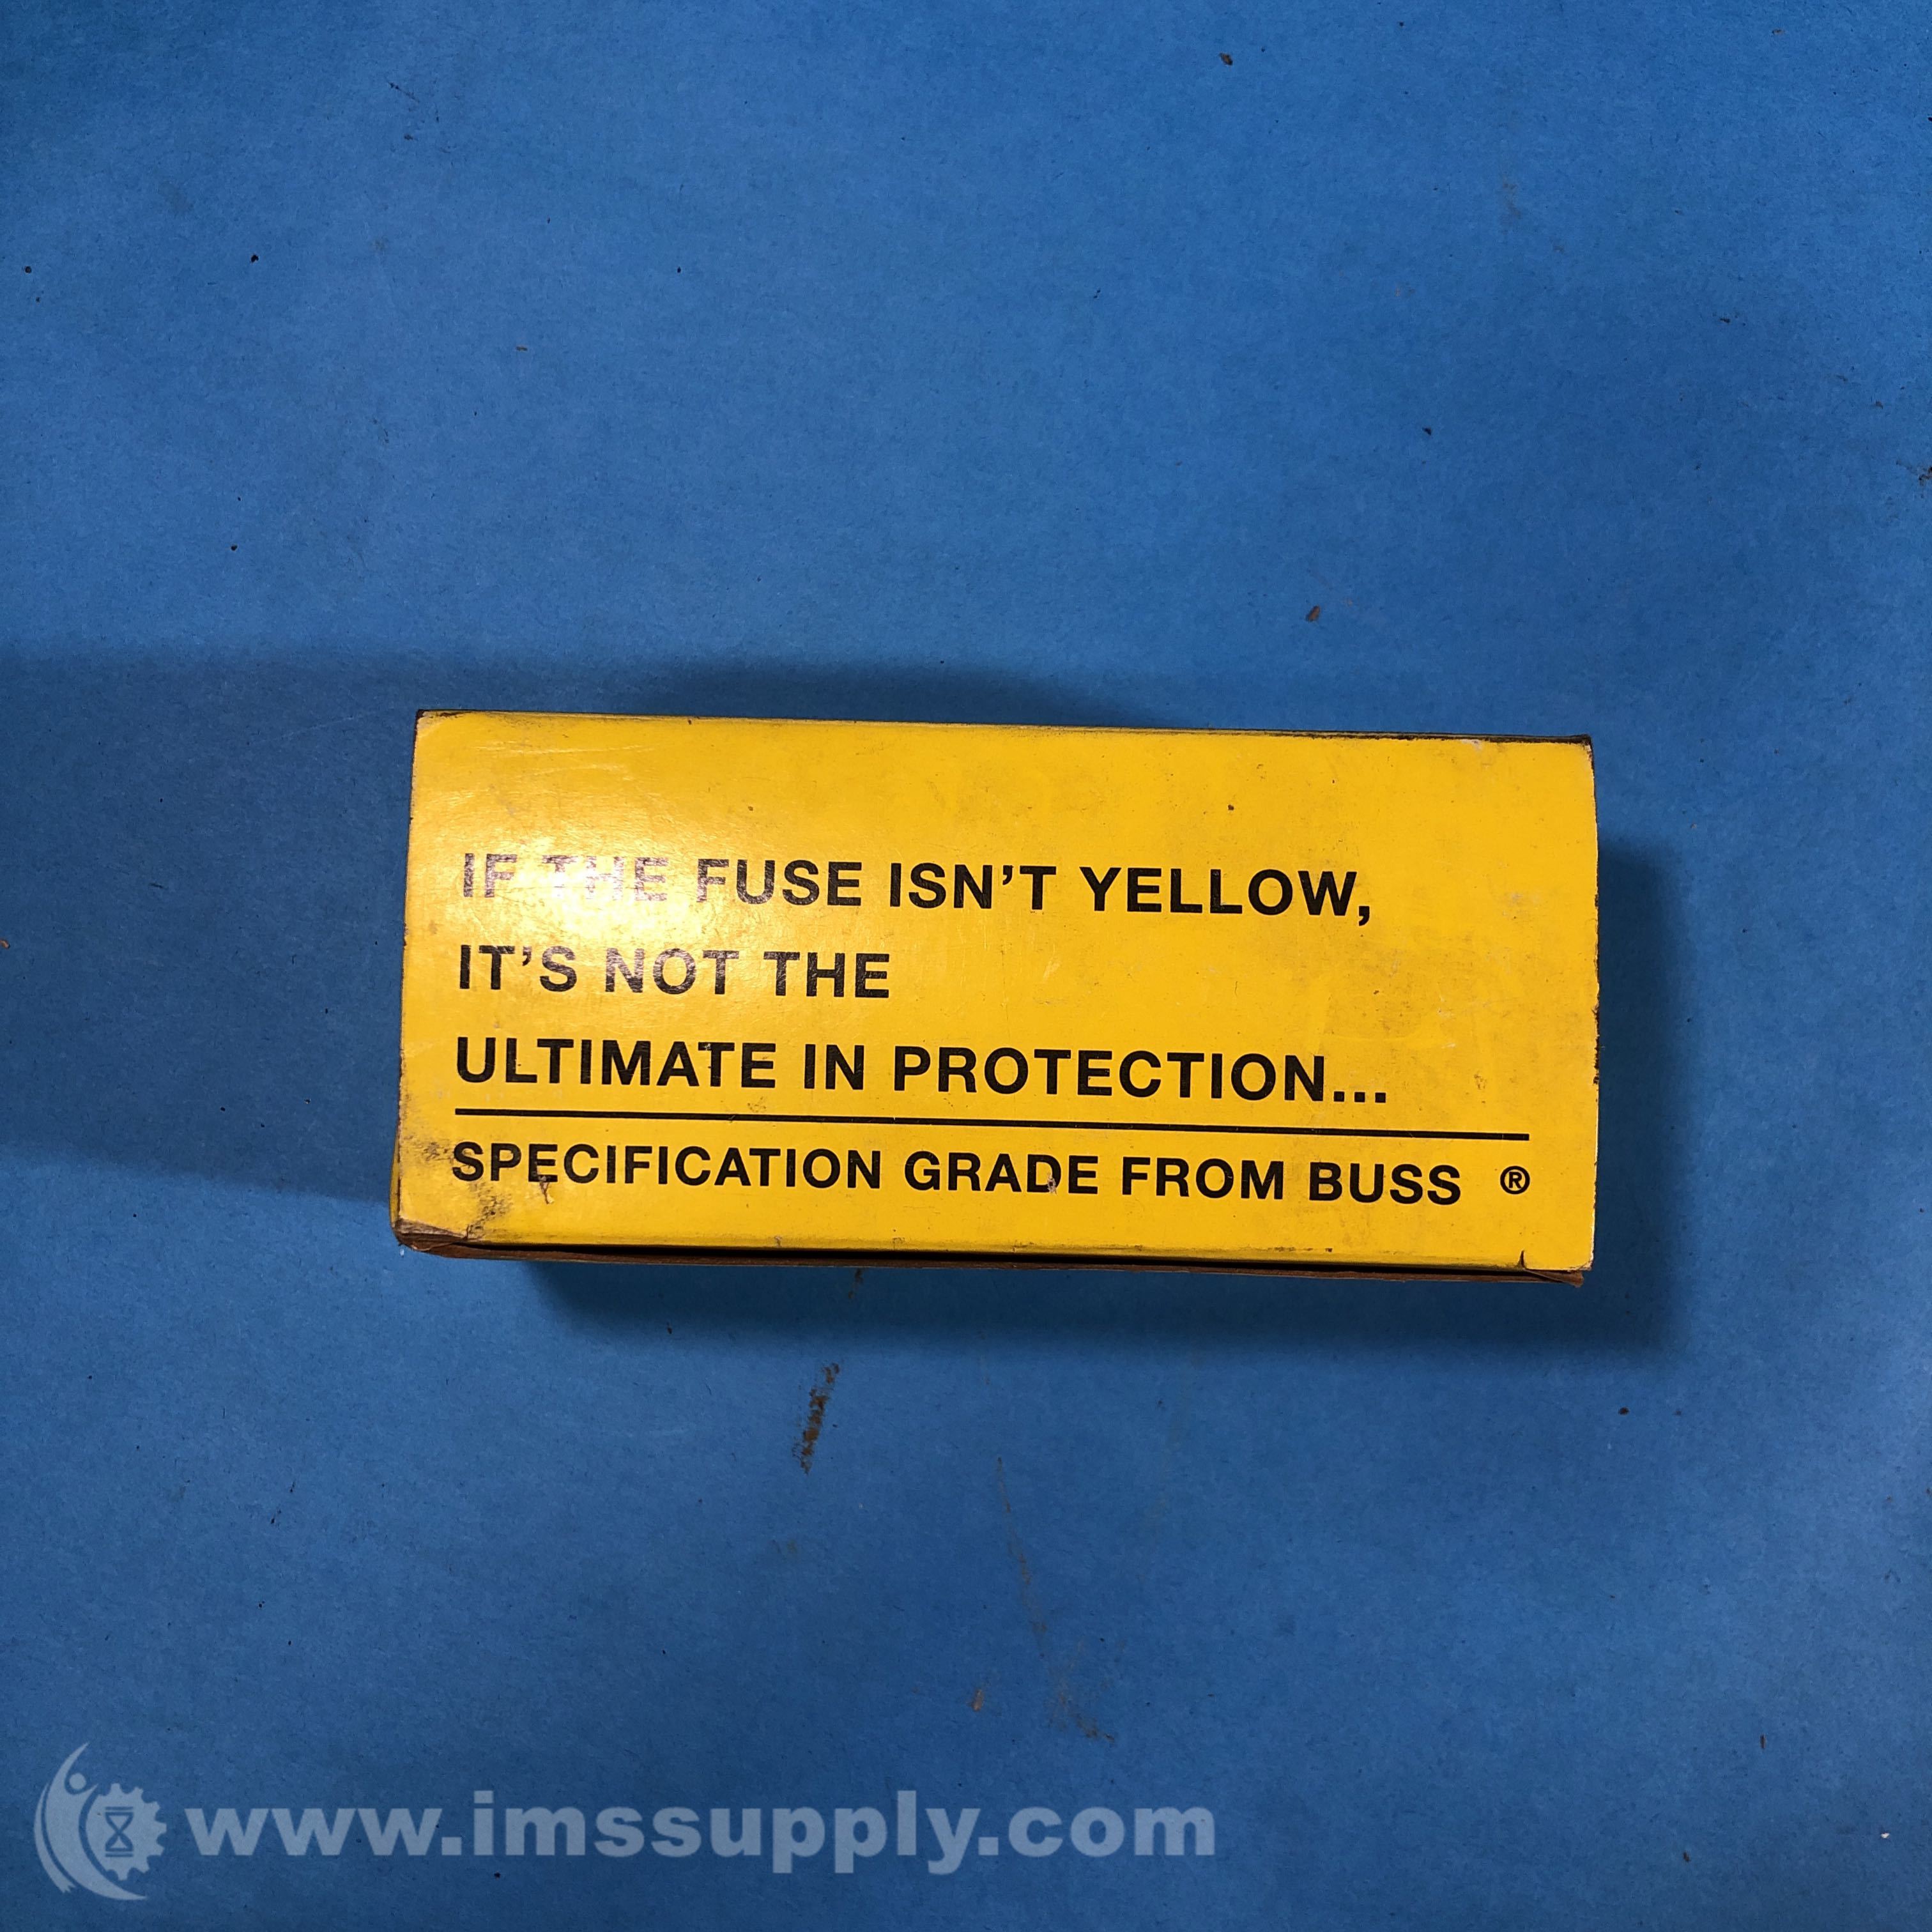 IF THE FUSE ISN'T YELLOW,
IT'S NOT THE
ULTIMATE IN PROTECTION...
SPECIFICATION GRADE FROM BUSS ®
www.imssupply.com